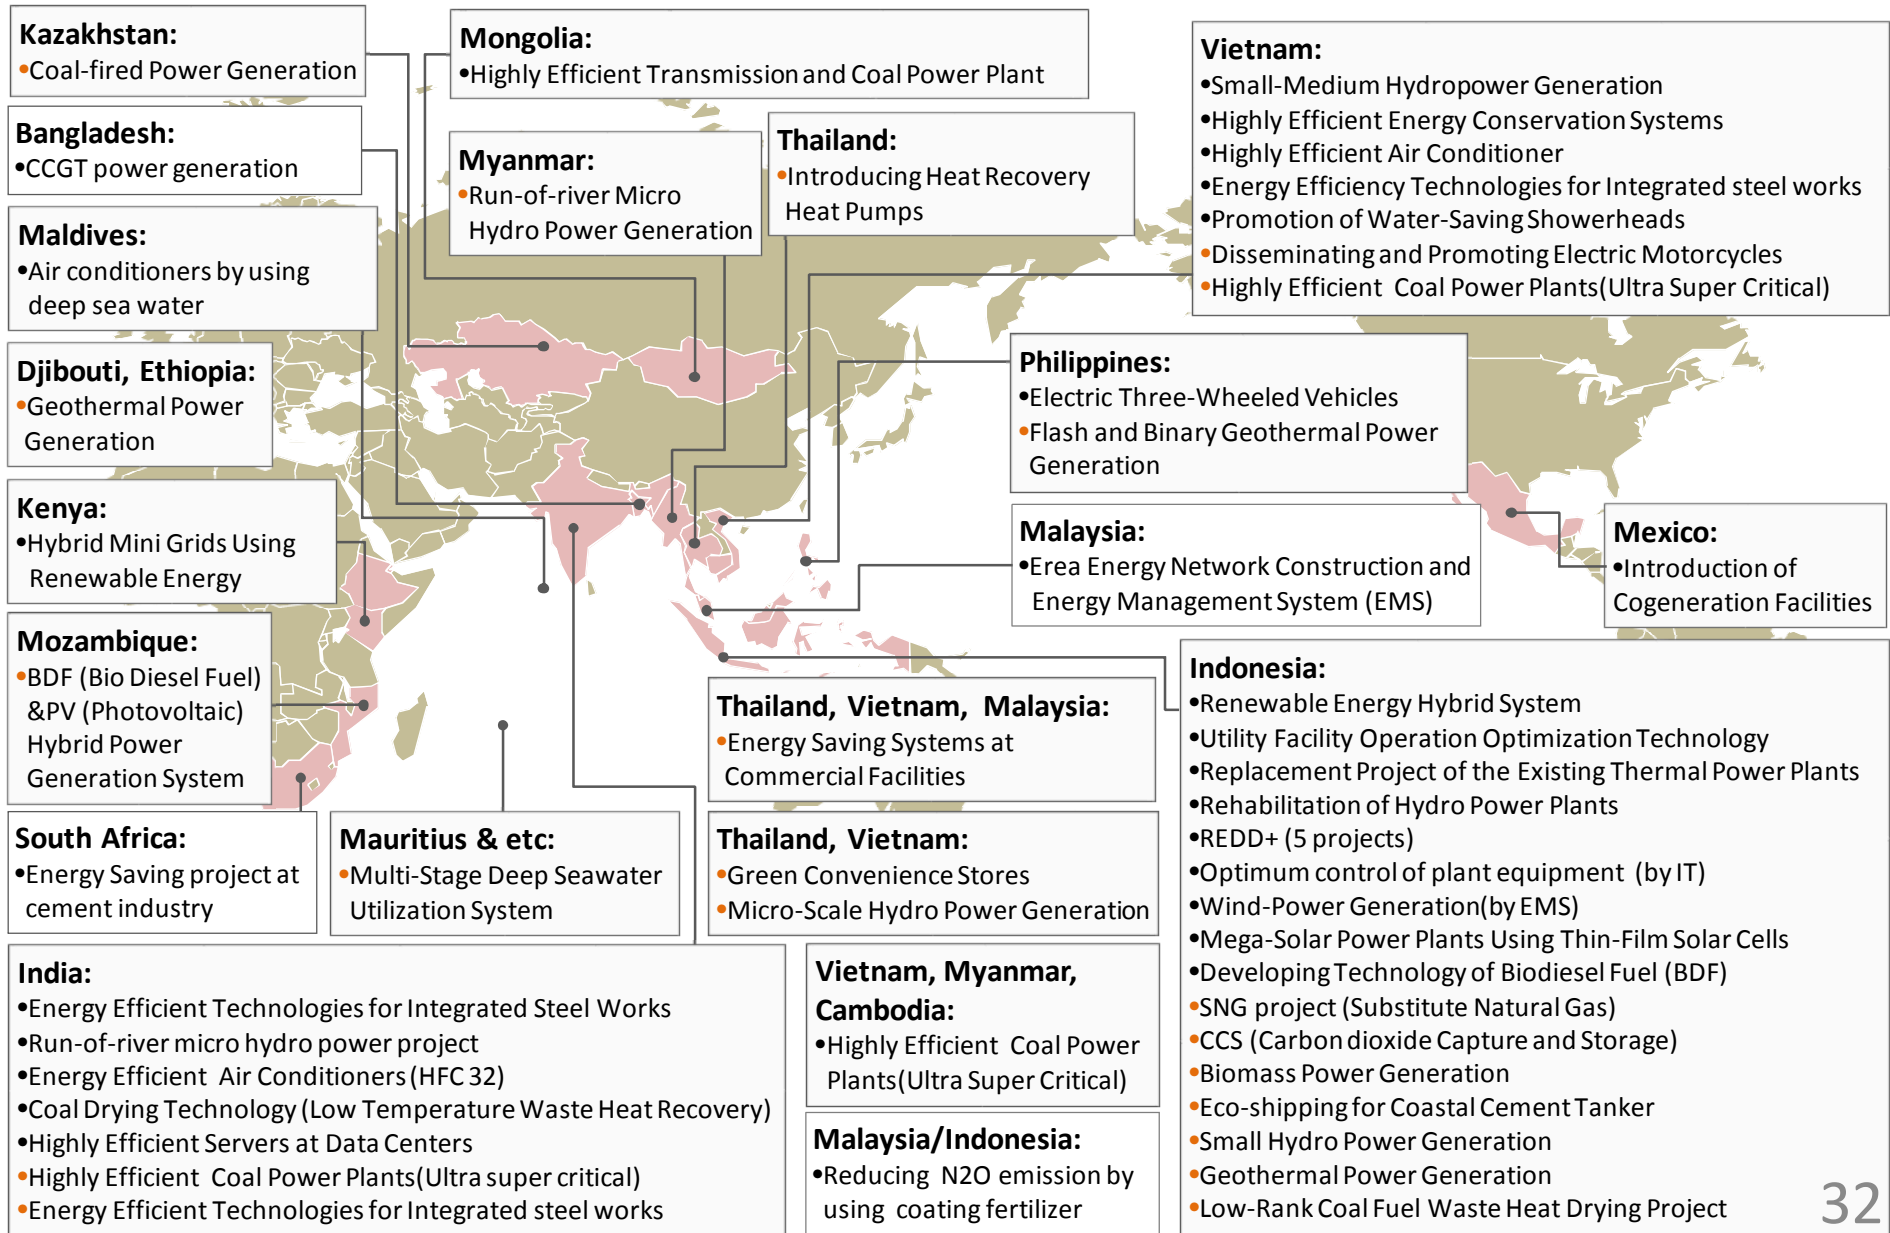 Kazakhstan:
•Coal-fired Power Generation
Mongolia:
•Highly Efficient Transmission and Coal Power Plant
Vietnam:
•Small-Medium Hydropower Generation
•Highly Efficient Energy Conservation Systems
•Highly Efficient Air Conditioner
•Energy Efficiency Technologies for Integrated steel works
•Promotion of Water-Saving Showerheads
•Disseminating and Promoting Electric Motorcycles
•Highly Efficient Coal Power Plants(Ultra Super Critical)
Bangladesh:
•CCGT power generation
Myanmar:
•Run-of-river Micro
Hydro Power Generation
Thailand:
•Introducing Heat Recovery
Heat Pumps
Maldives:
•Air conditioners by using
deep sea water
Djibouti, Ethiopia:
•Geothermal Power
Generation
Philippines:
•Electric Three-Wheeled Vehicles
•Flash and Binary Geothermal Power
Generation
Kenya:
•Hybrid Mini Grids Using
Renewable Energy
Malaysia:
•Erea Energy Network Construction and
Energy Management System (EMS)
Mexico:
•Introduction of
Cogeneration Facilities
Mozambique:
•BDF (Bio Diesel Fuel)
&PV (Photovoltaic)
Hybrid Power
Generation System
Thailand, Vietnam, Malaysia:
•Energy Saving Systems at
Commercial Facilities
Indonesia:
•Renewable Energy Hybrid System
•Utility Facility Operation Optimization Technology
•Replacement Project of the Existing Thermal Power Plants
•Rehabilitation of Hydro Power Plants
•REDD+ (5 projects)
•Optimum control of plant equipment (by IT)
•Wind-Power Generation(by EMS)
•Mega-Solar Power Plants Using Thin-Film Solar Cells
•Developing Technology of Biodiesel Fuel (BDF)
•SNG project (Substitute Natural Gas)
•CCS (Carbon dioxide Capture and Storage)
•Biomass Power Generation
•Eco-shipping for Coastal Cement Tanker
•Small Hydro Power Generation
•Geothermal Power Generation
•Low-Rank Coal Fuel Waste Heat Drying Project
South Africa:
•Energy Saving project at
cement industry
Mauritius & etc:
•Multi-Stage Deep Seawater
Utilization System
Thailand, Vietnam:
•Green Convenience Stores
•Micro-Scale Hydro Power Generation
India:
•Energy Efficient Technologies for Integrated Steel Works
•Run-of-river micro hydro power project
•Energy Efficient Air Conditioners (HFC 32)
•Coal Drying Technology (Low Temperature Waste Heat Recovery)
•Highly Efficient Servers at Data Centers
•Highly Efficient Coal Power Plants(Ultra super critical)
•Energy Efficient Technologies for Integrated steel works
Vietnam, Myanmar,
Cambodia:
•Highly Efficient Coal Power
Plants(Ultra Super Critical)
Malaysia/Indonesia:
•Reducing N2O emission by
using coating fertilizer
32